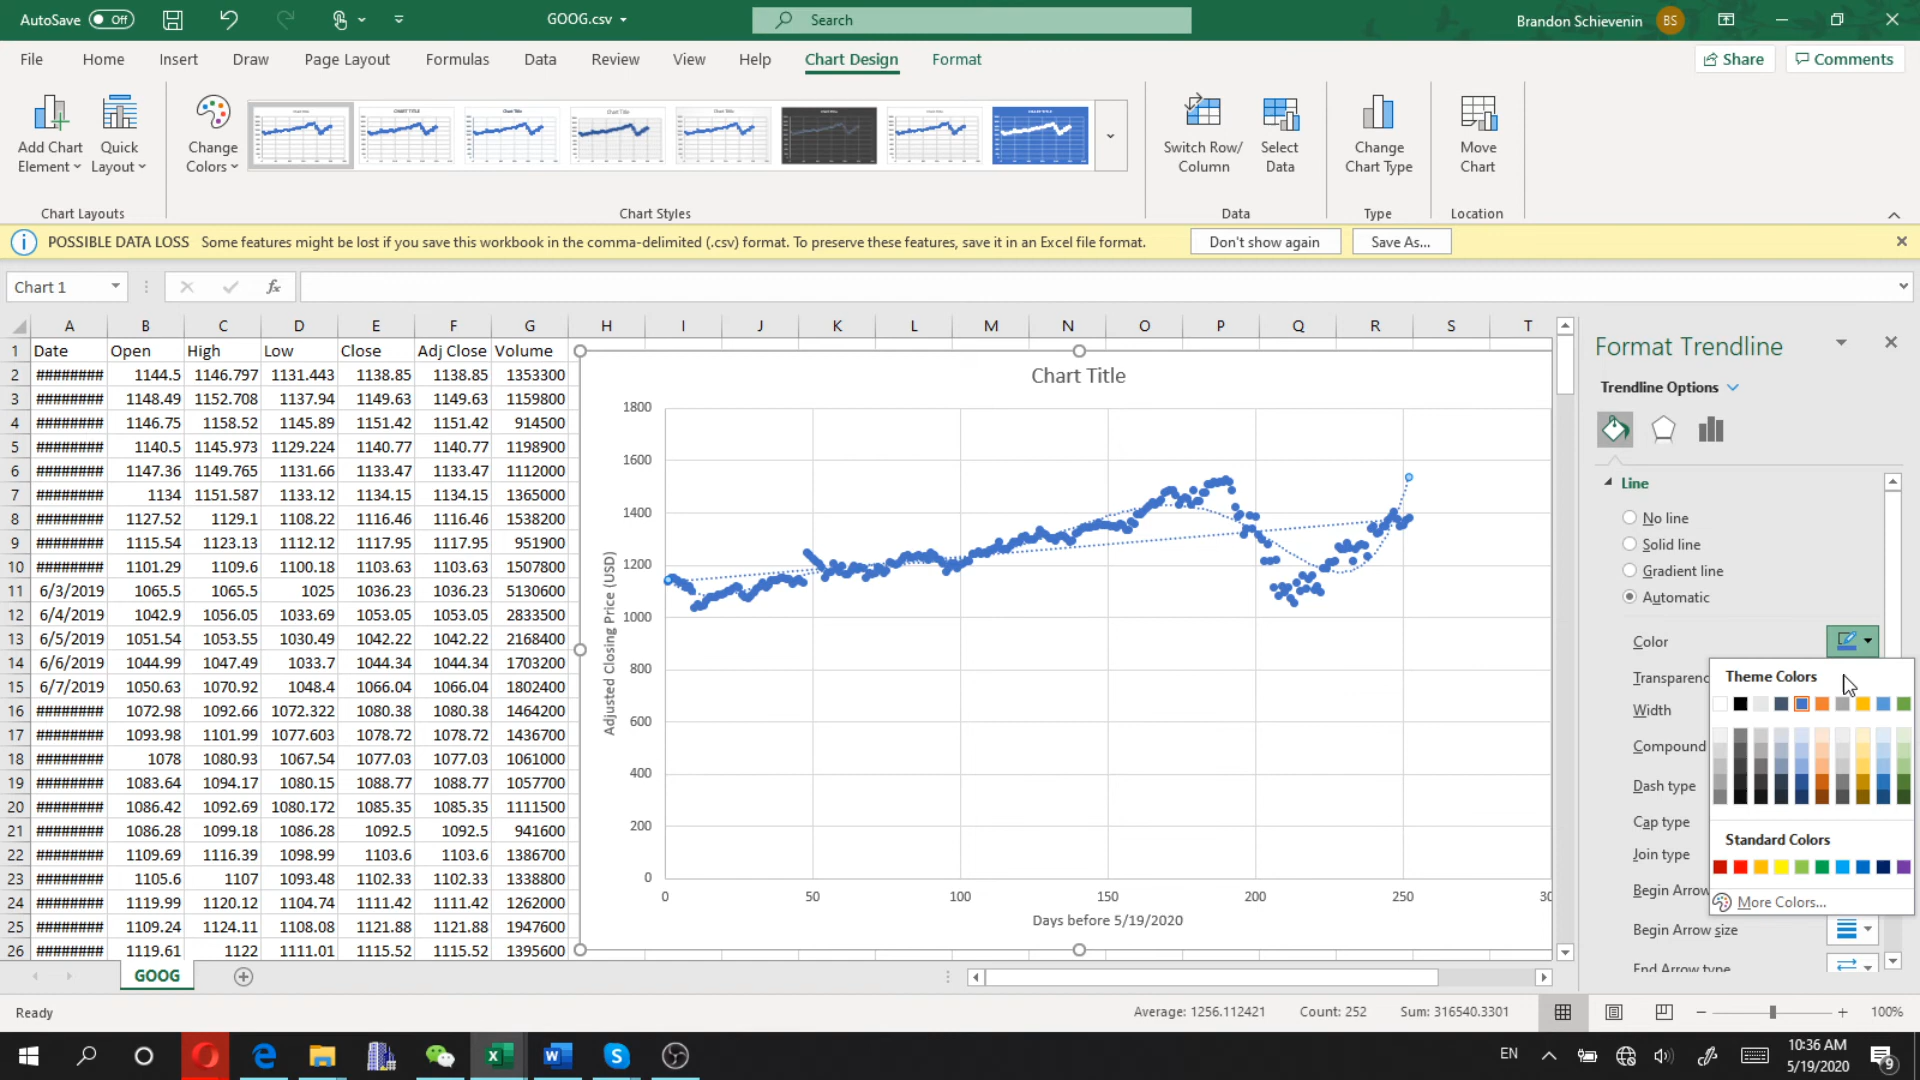 AutoSave Off GOOG.csv Search Brandon Schievenin BS
File Home Insert Draw Page Layout Formulas Data Review View Help Chart Design Format Share Comments
Add Chart Element Quick Layout Change Colors Switch Row/Column Select Data Change Chart Type Move Chart
Chart Layouts Chart Styles Data Type Location
POSSIBLE DATA LOSS Some features might be lost if you save this workbook in the comma-delimited (.csv) format. To preserve these features, save it in an Excel file format. Don't show again Save As...
Chart 1 fx
A B C D E F G H I J K L M N O P Q R S T
1 Date Open High Low Close Adj Close Volume
2 ######## 1144.5 1146.797 1131.443 1138.85 1138.85 1353300
3 ######## 1148.49 1152.708 1137.94 1149.63 1149.63 1159800
4 ######## 1146.75 1158.52 1145.89 1151.42 1151.42 914500
5 ######## 1140.5 1145.973 1129.224 1140.77 1140.77 1198900
6 ######## 1147.36 1149.765 1131.66 1133.47 1133.47 1112000
7 ######## 1134 1151.587 1133.12 1134.15 1134.15 1365000
8 ######## 1127.52 1129.1 1108.22 1116.46 1116.46 1538200
9 ######## 1115.54 1123.13 1112.12 1117.95 1117.95 951900
10 ######## 1101.29 1109.6 1100.18 1103.63 1103.63 1507800
11 6/3/2019 1065.5 1065.5 1025 1036.23 1036.23 5130600
12 6/4/2019 1042.9 1056.05 1033.69 1053.05 1053.05 2833500
13 6/5/2019 1051.54 1053.55 1030.49 1042.22 1042.22 2168400
14 6/6/2019 1044.99 1047.49 1033.7 1044.34 1044.34 1703200
15 6/7/2019 1050.63 1070.92 1048.4 1066.04 1066.04 1802400
16 ######## 1072.98 1092.66 1072.322 1080.38 1080.38 1464200
17 ######## 1093.98 1101.99 1077.603 1078.72 1078.72 1436700
18 ######## 1078 1080.93 1067.54 1077.03 1077.03 1061000
19 ######## 1083.64 1094.17 1080.15 1088.77 1088.77 1057700
20 ######## 1086.42 1092.69 1080.172 1085.35 1085.35 1111500
21 ######## 1086.28 1099.18 1086.28 1092.5 1092.5 941600
22 ######## 1109.69 1116.39 1098.99 1103.6 1103.6 1386700
23 ######## 1105.6 1107 1093.48 1102.33 1102.33 1338800
24 ######## 1119.99 1120.12 1104.74 1111.42 1111.42 1262000
25 ######## 1109.24 1124.11 1108.08 1121.88 1121.88 1947600
26 ######## 1119.61 1122 1111.01 1115.52 1115.52 1395600
Chart Title
Adjusted Closing Price (USD)
1800
1600
1400
1200
1000
800
600
400
200
0
0 50 100 150 200 250 30
Days before 5/19/2020
Format Trendline
Trendline Options
Line
No line
Solid line
Gradient line
Automatic
Color
Transparenc
Width
Compound
Dash type
Cap type
Join type
Begin Arrow
Begin Arrow size
End Arrow type
Theme Colors
Standard Colors
More Colors...
GOOG
Ready Average: 1256.112421 Count: 252 Sum: 316540.3301 100%
EN 10:36 AM
5/19/2020 9